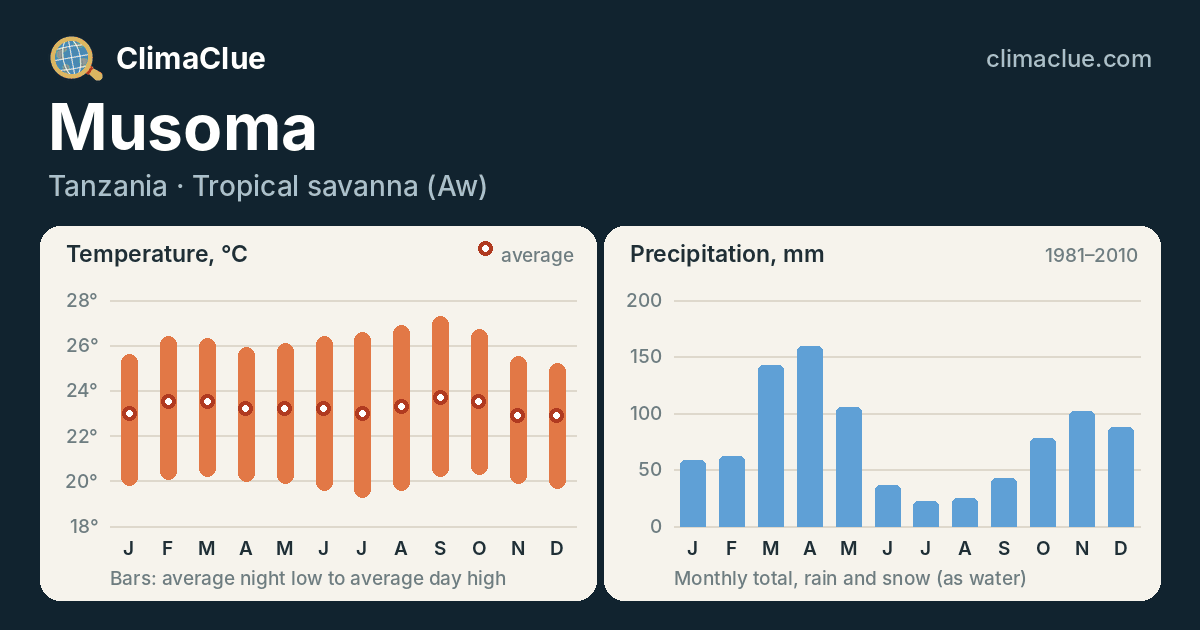 ClimaClue
climaclue.com
Musoma
Tanzania · Tropical savanna (Aw)
Temperature, °C
average
28°
26°
24°
22°
20°
18°
J F M A M J J A S O N D
Bars: average night low to average day high
Precipitation, mm
1981–2010
200
150
100
50
0
J F M A M J J A S O N D
Monthly total, rain and snow (as water)